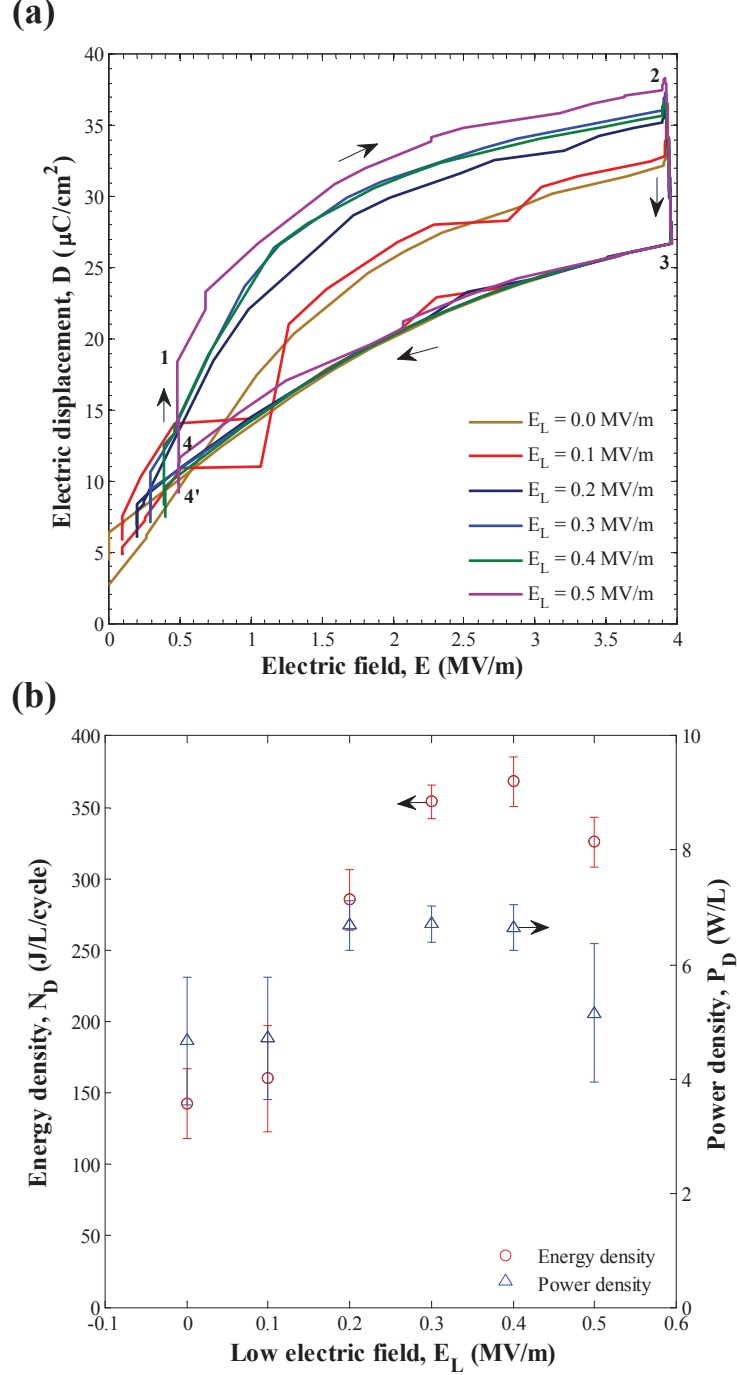 (a)
40
35
30
25
20
15
10
5
0
Electric displacement, D ( μC/cm²)
1
2
3
4
4'
E_L = 0.0 MV/m
E_L = 0.1 MV/m
E_L = 0.2 MV/m
E_L = 0.3 MV/m
E_L = 0.4 MV/m
E_L = 0.5 MV/m
0 0.5 1 1.5 2 2.5 3 3.5 4
Electric field, E (MV/m)
(b)
400
350
300
250
200
150
100
50
0
Energy density, N_D (J/L/cycle)
10
8
6
4
2
0
Power density, P_D (W/L)
Energy density
Power density
-0.1 0 0.1 0.2 0.3 0.4 0.5 0.6
Low electric field, E_L (MV/m)